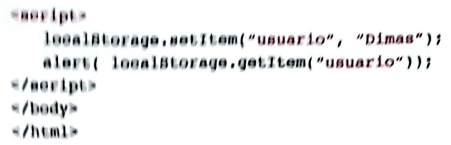 <script>
localStorage.setItem("usuario", "Dimas");
alert( localStorage.getItem("usuario"));
</script>
</body>
</html>